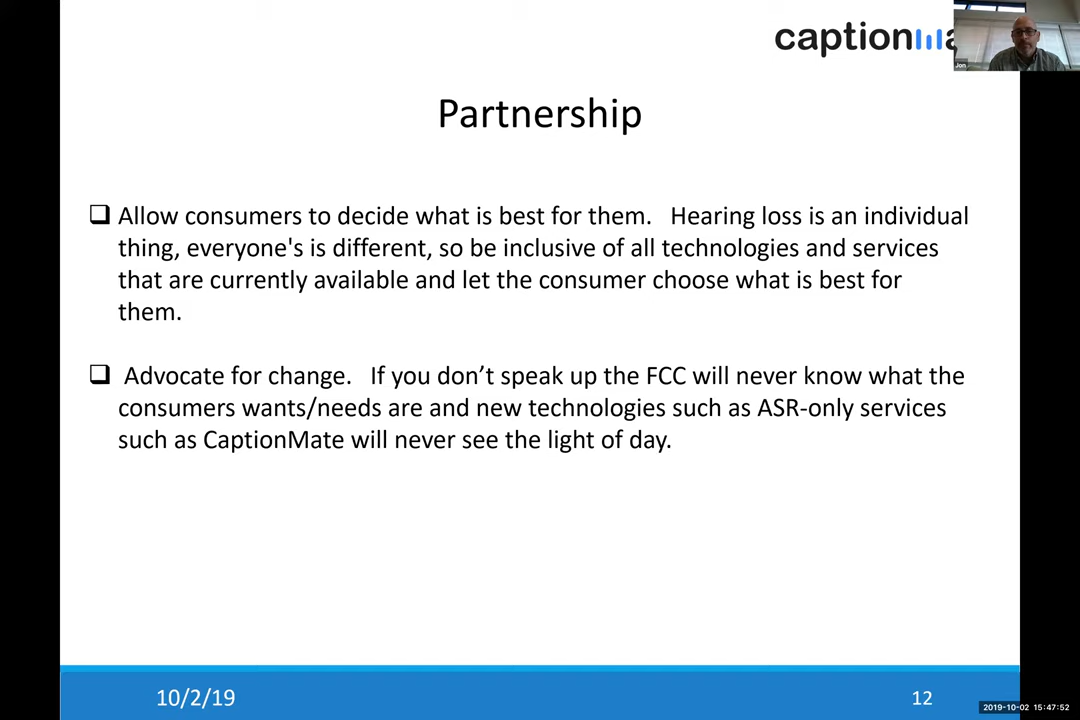 captionma
Jon
Partnership
❑ Allow consumers to decide what is best for them. Hearing loss is an individual
thing, everyone's is different, so be inclusive of all technologies and services
that are currently available and let the consumer choose what is best for
them.
❑ Advocate for change. If you don’t speak up the FCC will never know what the
consumers wants/needs are and new technologies such as ASR-only services
such as CaptionMate will never see the light of day.
10/2/19
12
2019-10-02 15:47:52